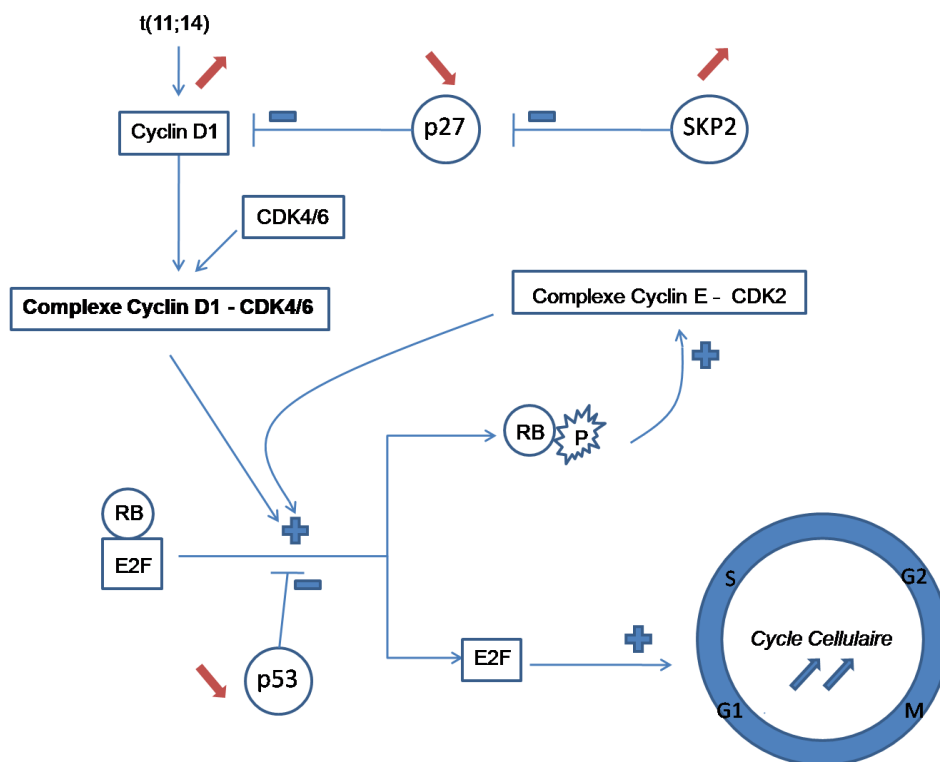 t(11;14)
Cyclin D1
p27
SKP2
CDK4/6
Complexe Cyclin D1 - CDK4/6
Complexe Cyclin E - CDK2
RB
P
RB
E2F
S
G2
Cycle Cellulaire
E2F
p53
G1
M